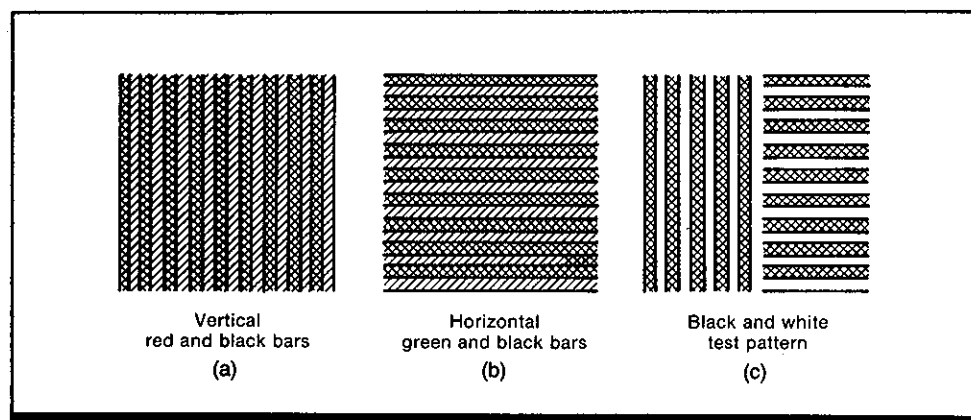 Vertical
red and black bars
(a)
Horizontal
green and black bars
(b)
Black and white
test pattern
(c)